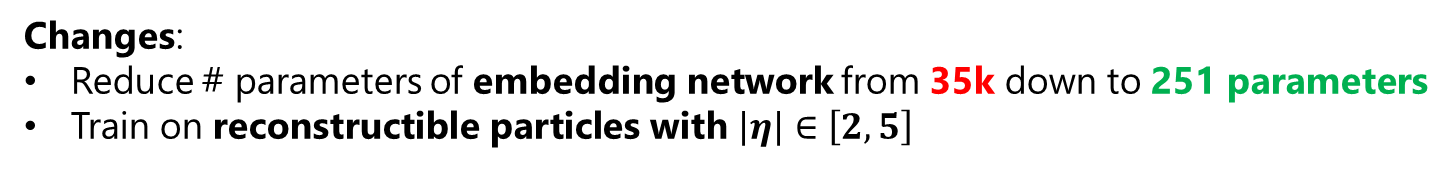 Changes:
• Reduce # parameters of embedding network from 35k down to 251 parameters
• Train on reconstructible particles with |η| ∈ [2, 5]